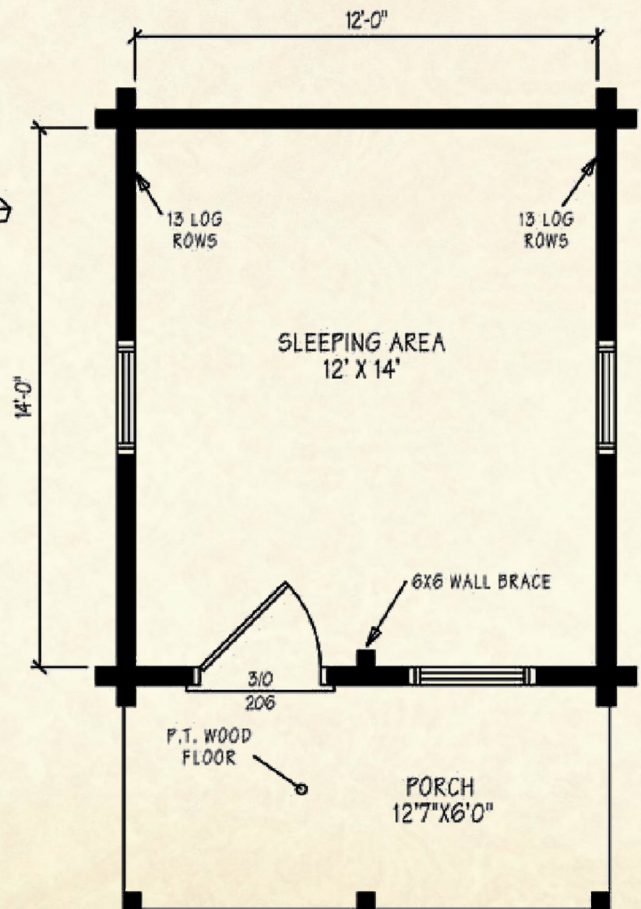 12'-0"
13 LOG
ROWS
13 LOG
ROWS
SLEEPING AREA
12' X 14'
14'-0"
6X6 WALL BRACE
3/0
206
P.T. WOOD
FLOOR
PORCH
12'7"X6'0"